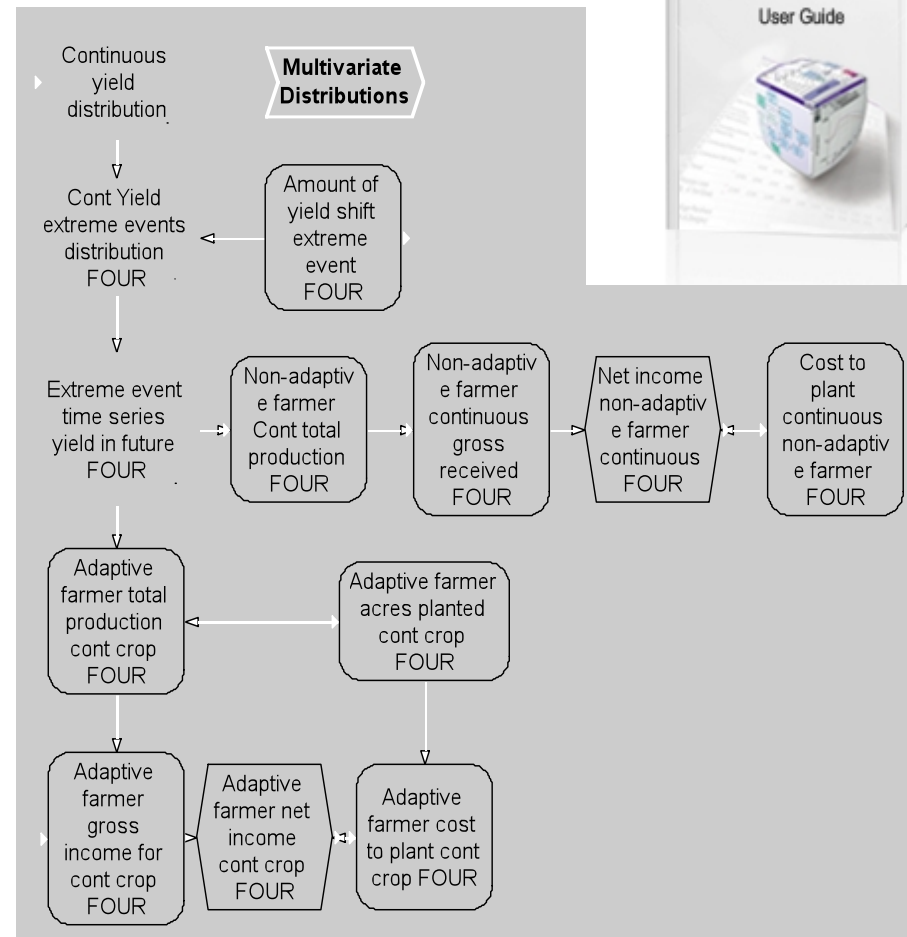 User Guide
Continuous
yield
distribution
Multivariate
Distributions
Cont Yield
extreme events
distribution
FOUR
Amount of
yield shift
extreme
event
FOUR
Extreme event
time series
yield in future
FOUR
Non-adaptiv
e farmer
Cont total
production
FOUR
Non-adaptiv
e farmer
continuous
gross
received
FOUR
Net income
non-adaptiv
e farmer
continuous
FOUR
Cost to
plant
continuous
non-adaptiv
e farmer
FOUR
Adaptive
farmer total
production
cont crop
FOUR
Adaptive farmer
acres planted
cont crop
FOUR
Adaptive
farmer
gross
income for
cont crop
FOUR
Adaptive
farmer net
income
cont crop
FOUR
Adaptive
farmer cost
to plant cont
crop FOUR